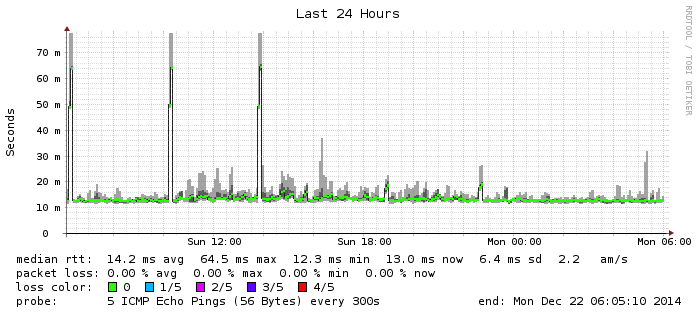 Last 24 Hours
RRDTOOL / TOBI OETIKER
Seconds
70 m
60 m
50 m
40 m
30 m
20 m
10 m
0
Sun 12:00 Sun 18:00 Mon 00:00 Mon 06:00
median rtt: 14.2 ms avg 64.5 ms max 12.3 ms min 13.0 ms now 6.4 ms sd 2.2 am/s
packet loss: 0.00 % avg 0.00 % max 0.00 % min 0.00 % now
loss color: 0 1/5 2/5 3/5 4/5
probe: 5 ICMP Echo Pings (56 Bytes) every 300s end: Mon Dec 22 06:05:10 2014